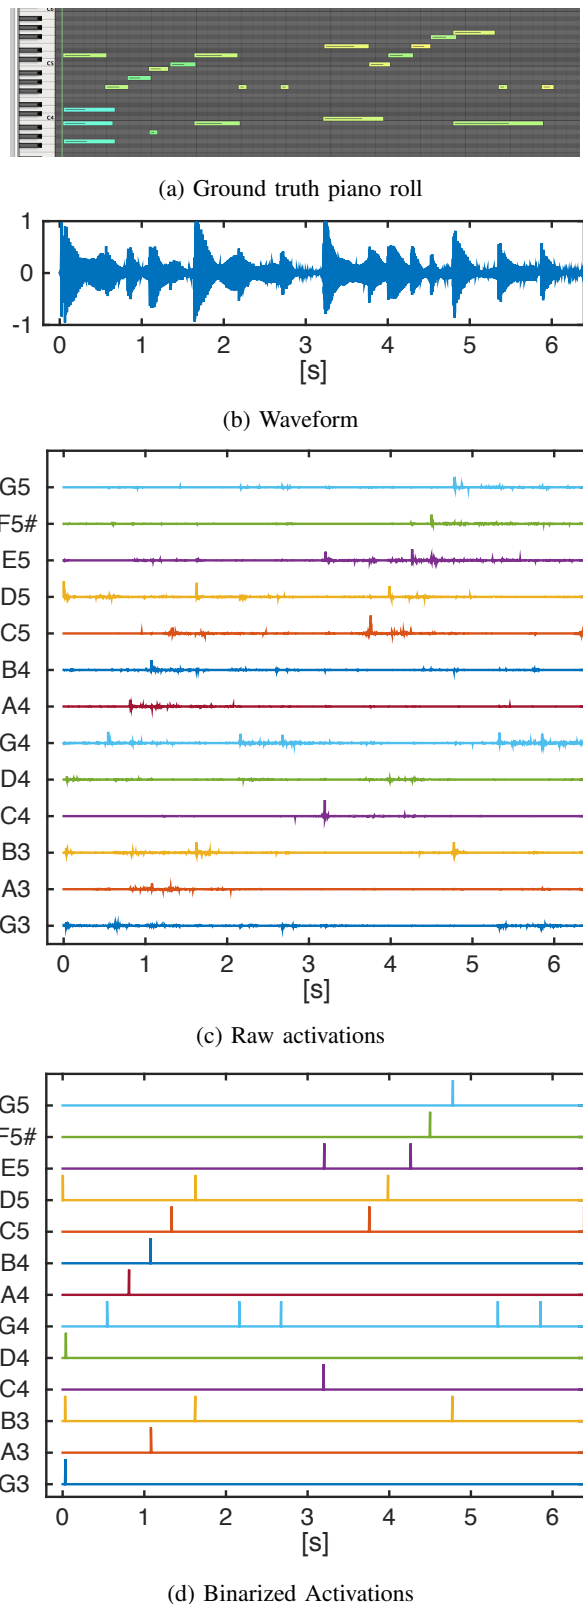 C6
C5
C4
(a) Ground truth piano roll
1
0
-1
0 1 2 3 4 5 6
[s]
(b) Waveform
G5
F5#
E5
D5
C5
B4
A4
G4
D4
C4
B3
A3
G3
0 1 2 3 4 5 6
[s]
(c) Raw activations
G5
F5#
E5
D5
C5
B4
A4
G4
D4
C4
B3
A3
G3
0 1 2 3 4 5 6
[s]
(d) Binarized Activations